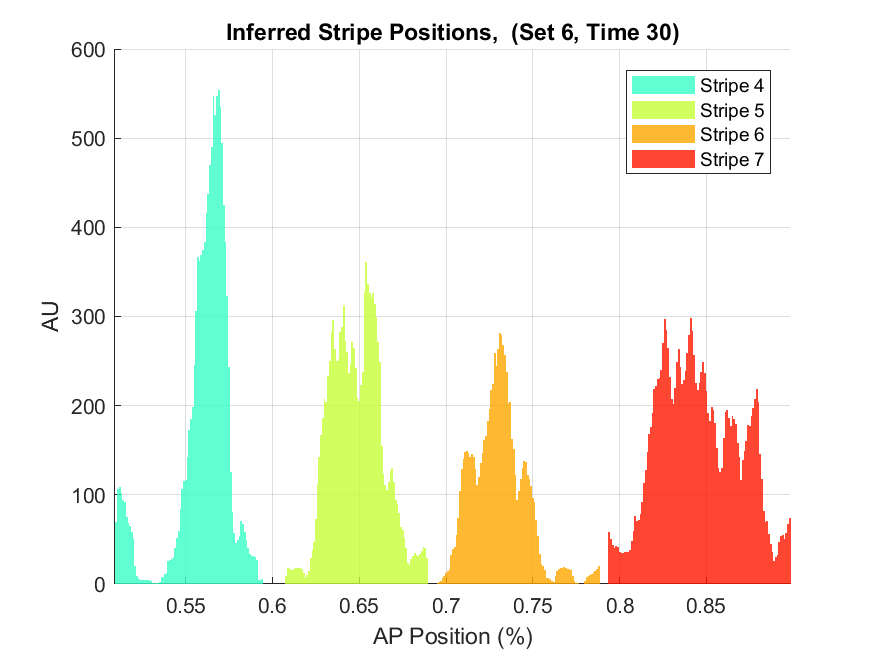 Inferred Stripe Positions,  (Set 6, Time 30)
600
500
400
300
200
100
0
AU
0.55 0.6 0.65 0.7 0.75 0.8 0.85
AP Position (%)
Stripe 4
Stripe 5
Stripe 6
Stripe 7